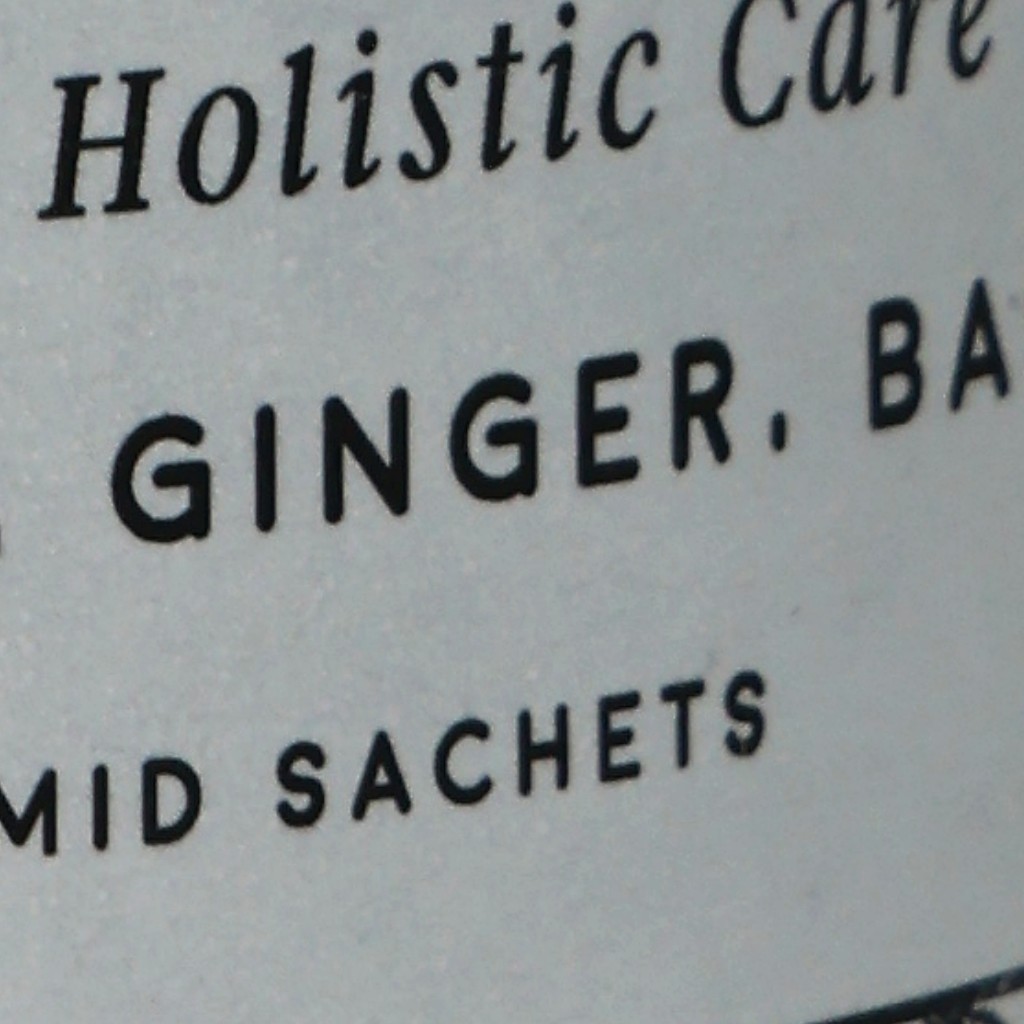 Holistic Care
GINGER, BA
MID SACHETS